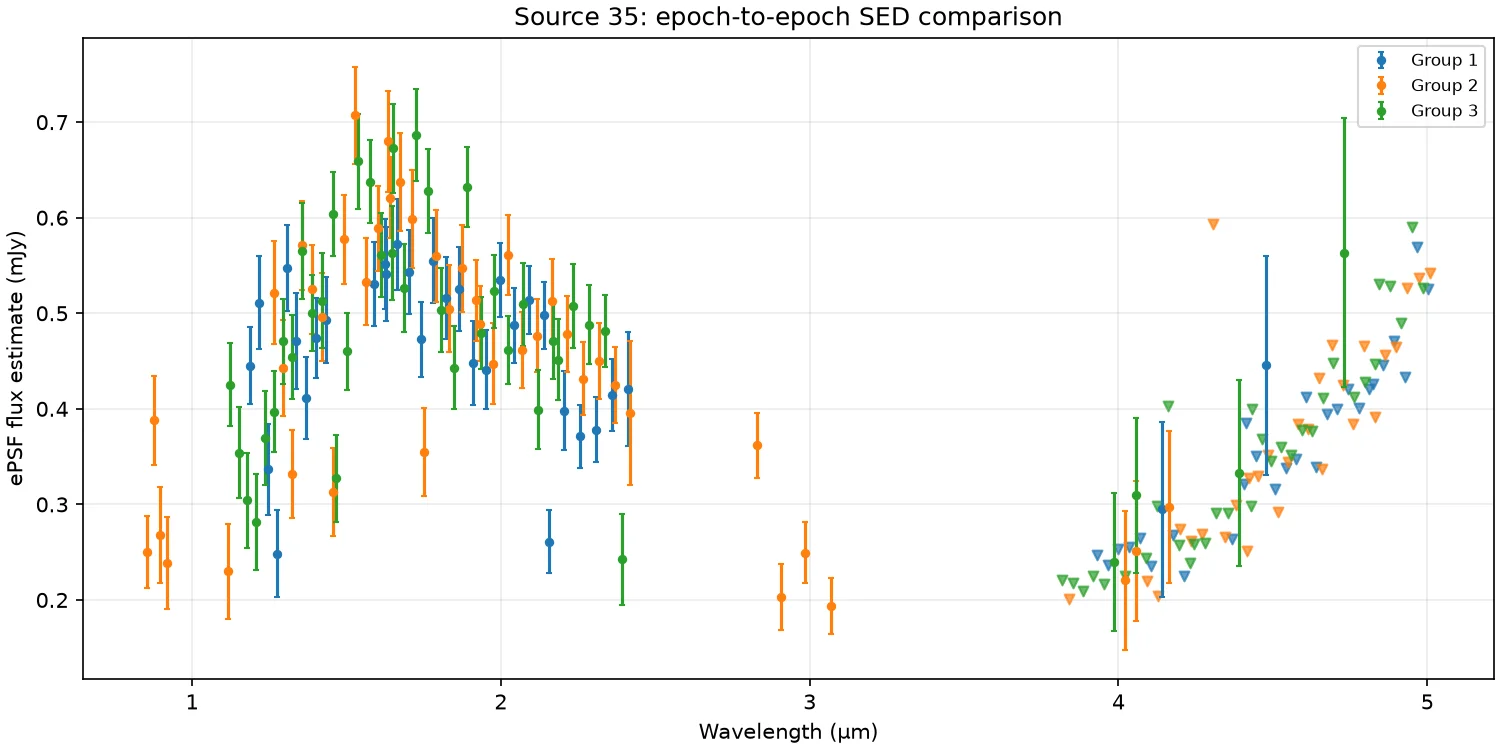 Source 35: epoch-to-epoch SED comparison
Group 1
Group 2
Group 3
ePSF flux estimate (mJy)
0.7
0.6
0.5
0.4
0.3
0.2
1 2 3 4 5
Wavelength (μm)